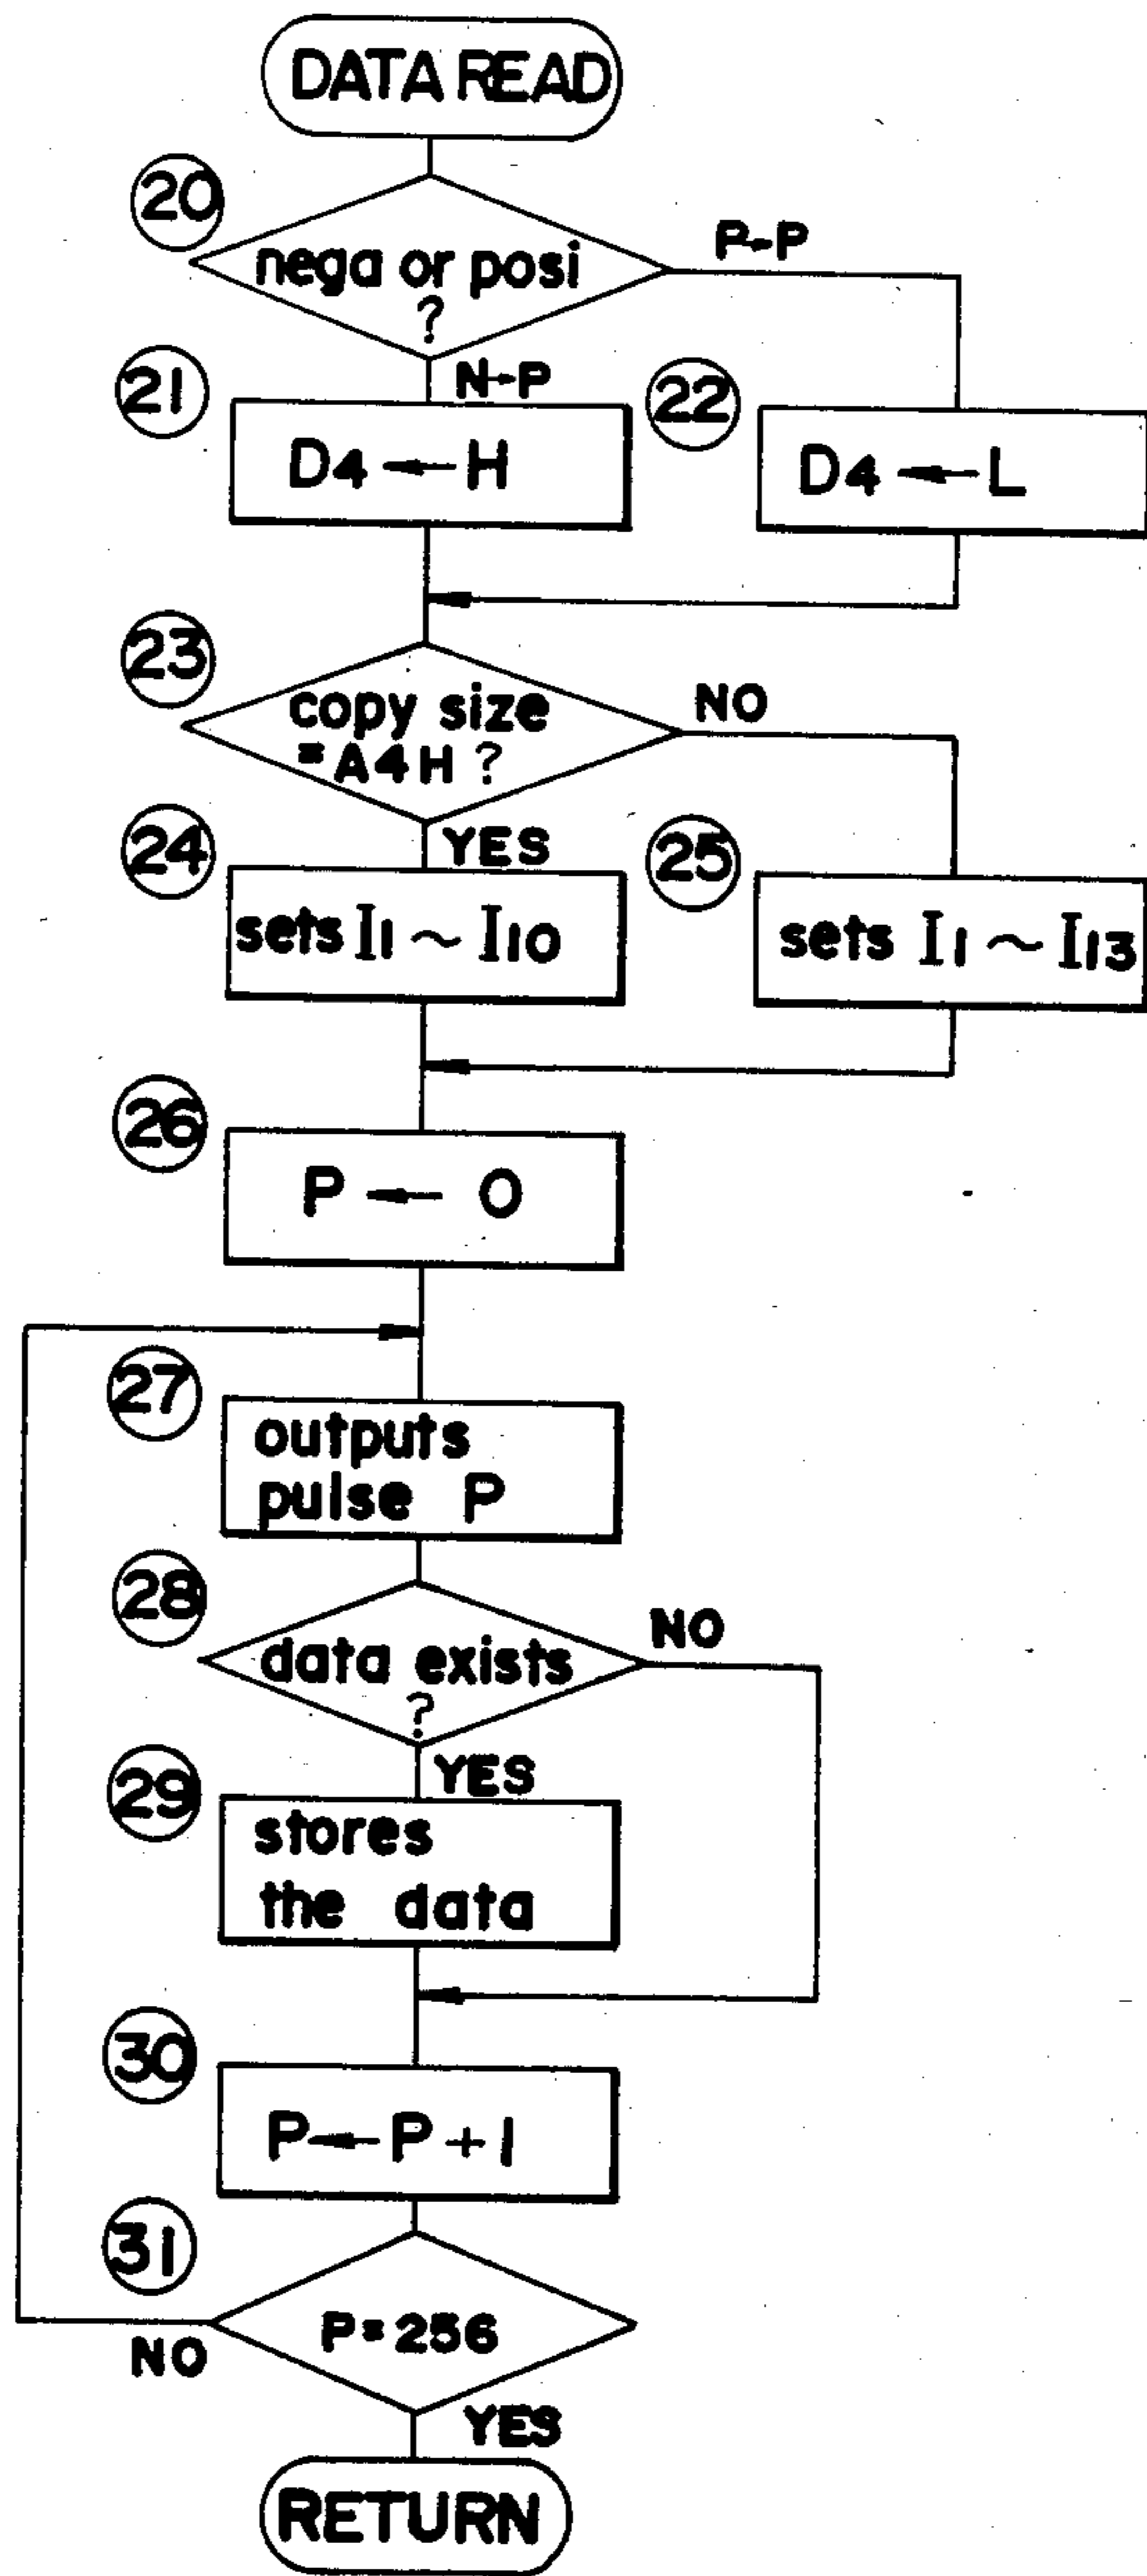 DATA READ
20
nega or posi
?
P-P
21
N-P
22
D4 ← H
D4 ← L
23
copy size
= A4H ?
NO
24
YES
25
sets I1 ~ I10
sets I1 ~ I13
26
P ← 0
27
outputs
pulse P
28
data exists
?
NO
29
YES
stores
the data
30
P ← P + 1
31
P = 256
NO
YES
RETURN